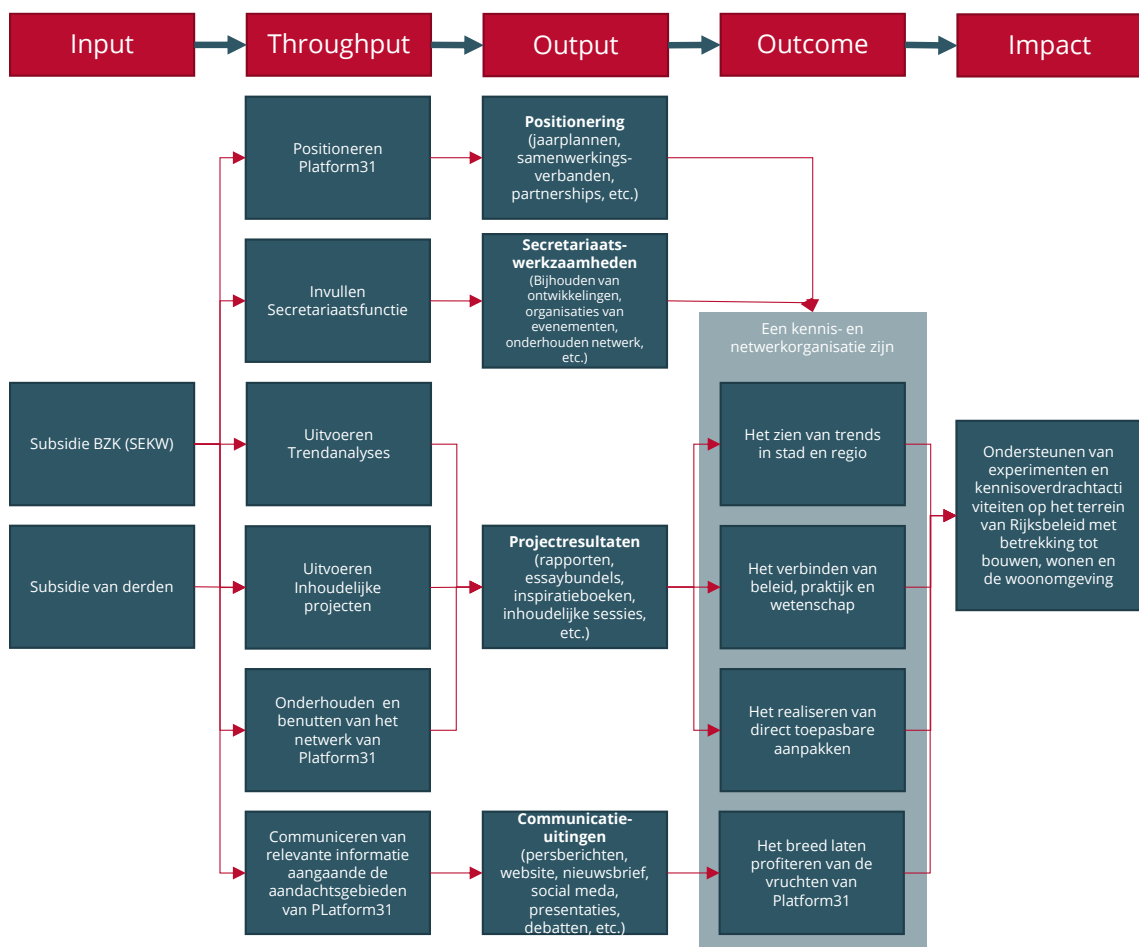 Input
Throughput
Output
Outcome
Impact
Positioneren
Platform31
Positionering
(jaarplannen,
samenwerkings-
verbanden,
partnerships, etc.)
Invullen
Secretariaatsfunctie
Secretariaats-
werkzaamheden
(Bijhouden van
ontwikkelingen,
organisaties van
evenementen,
onderhouden netwerk,
etc.)
Een kennis- en
netwerkorganisatie zijn
Subsidie BZK (SEKW)
Uitvoeren
Trendanalyses
Het zien van trends
in stad en regio
Ondersteunen van
experimenten en
kennisoverdrachtacti
viteiten op het terrein
van Rijksbeleid met
betrekking tot
bouwen, wonen en
de woonomgeving
Subsidie van derden
Uitvoeren
Inhoudelijke
projecten
Projectresultaten
(rapporten,
essaybundels,
inspiratieboeken,
inhoudelijke sessies,
etc.)
Het verbinden van
beleid, praktijk en
wetenschap
Onderhouden en
benutten van het
netwerk van
Platform31
Het realiseren van
direct toepasbare
aanpakken
Communiceren van
relevante informatie
aangaande de
aandachtsgebieden
van PLatform31
Communicatie-
uitingen
(persberichten,
website, nieuwsbrief,
social meda,
presentaties,
debatten, etc.)
Het breed laten
profiteren van de
vruchten van
Platform31